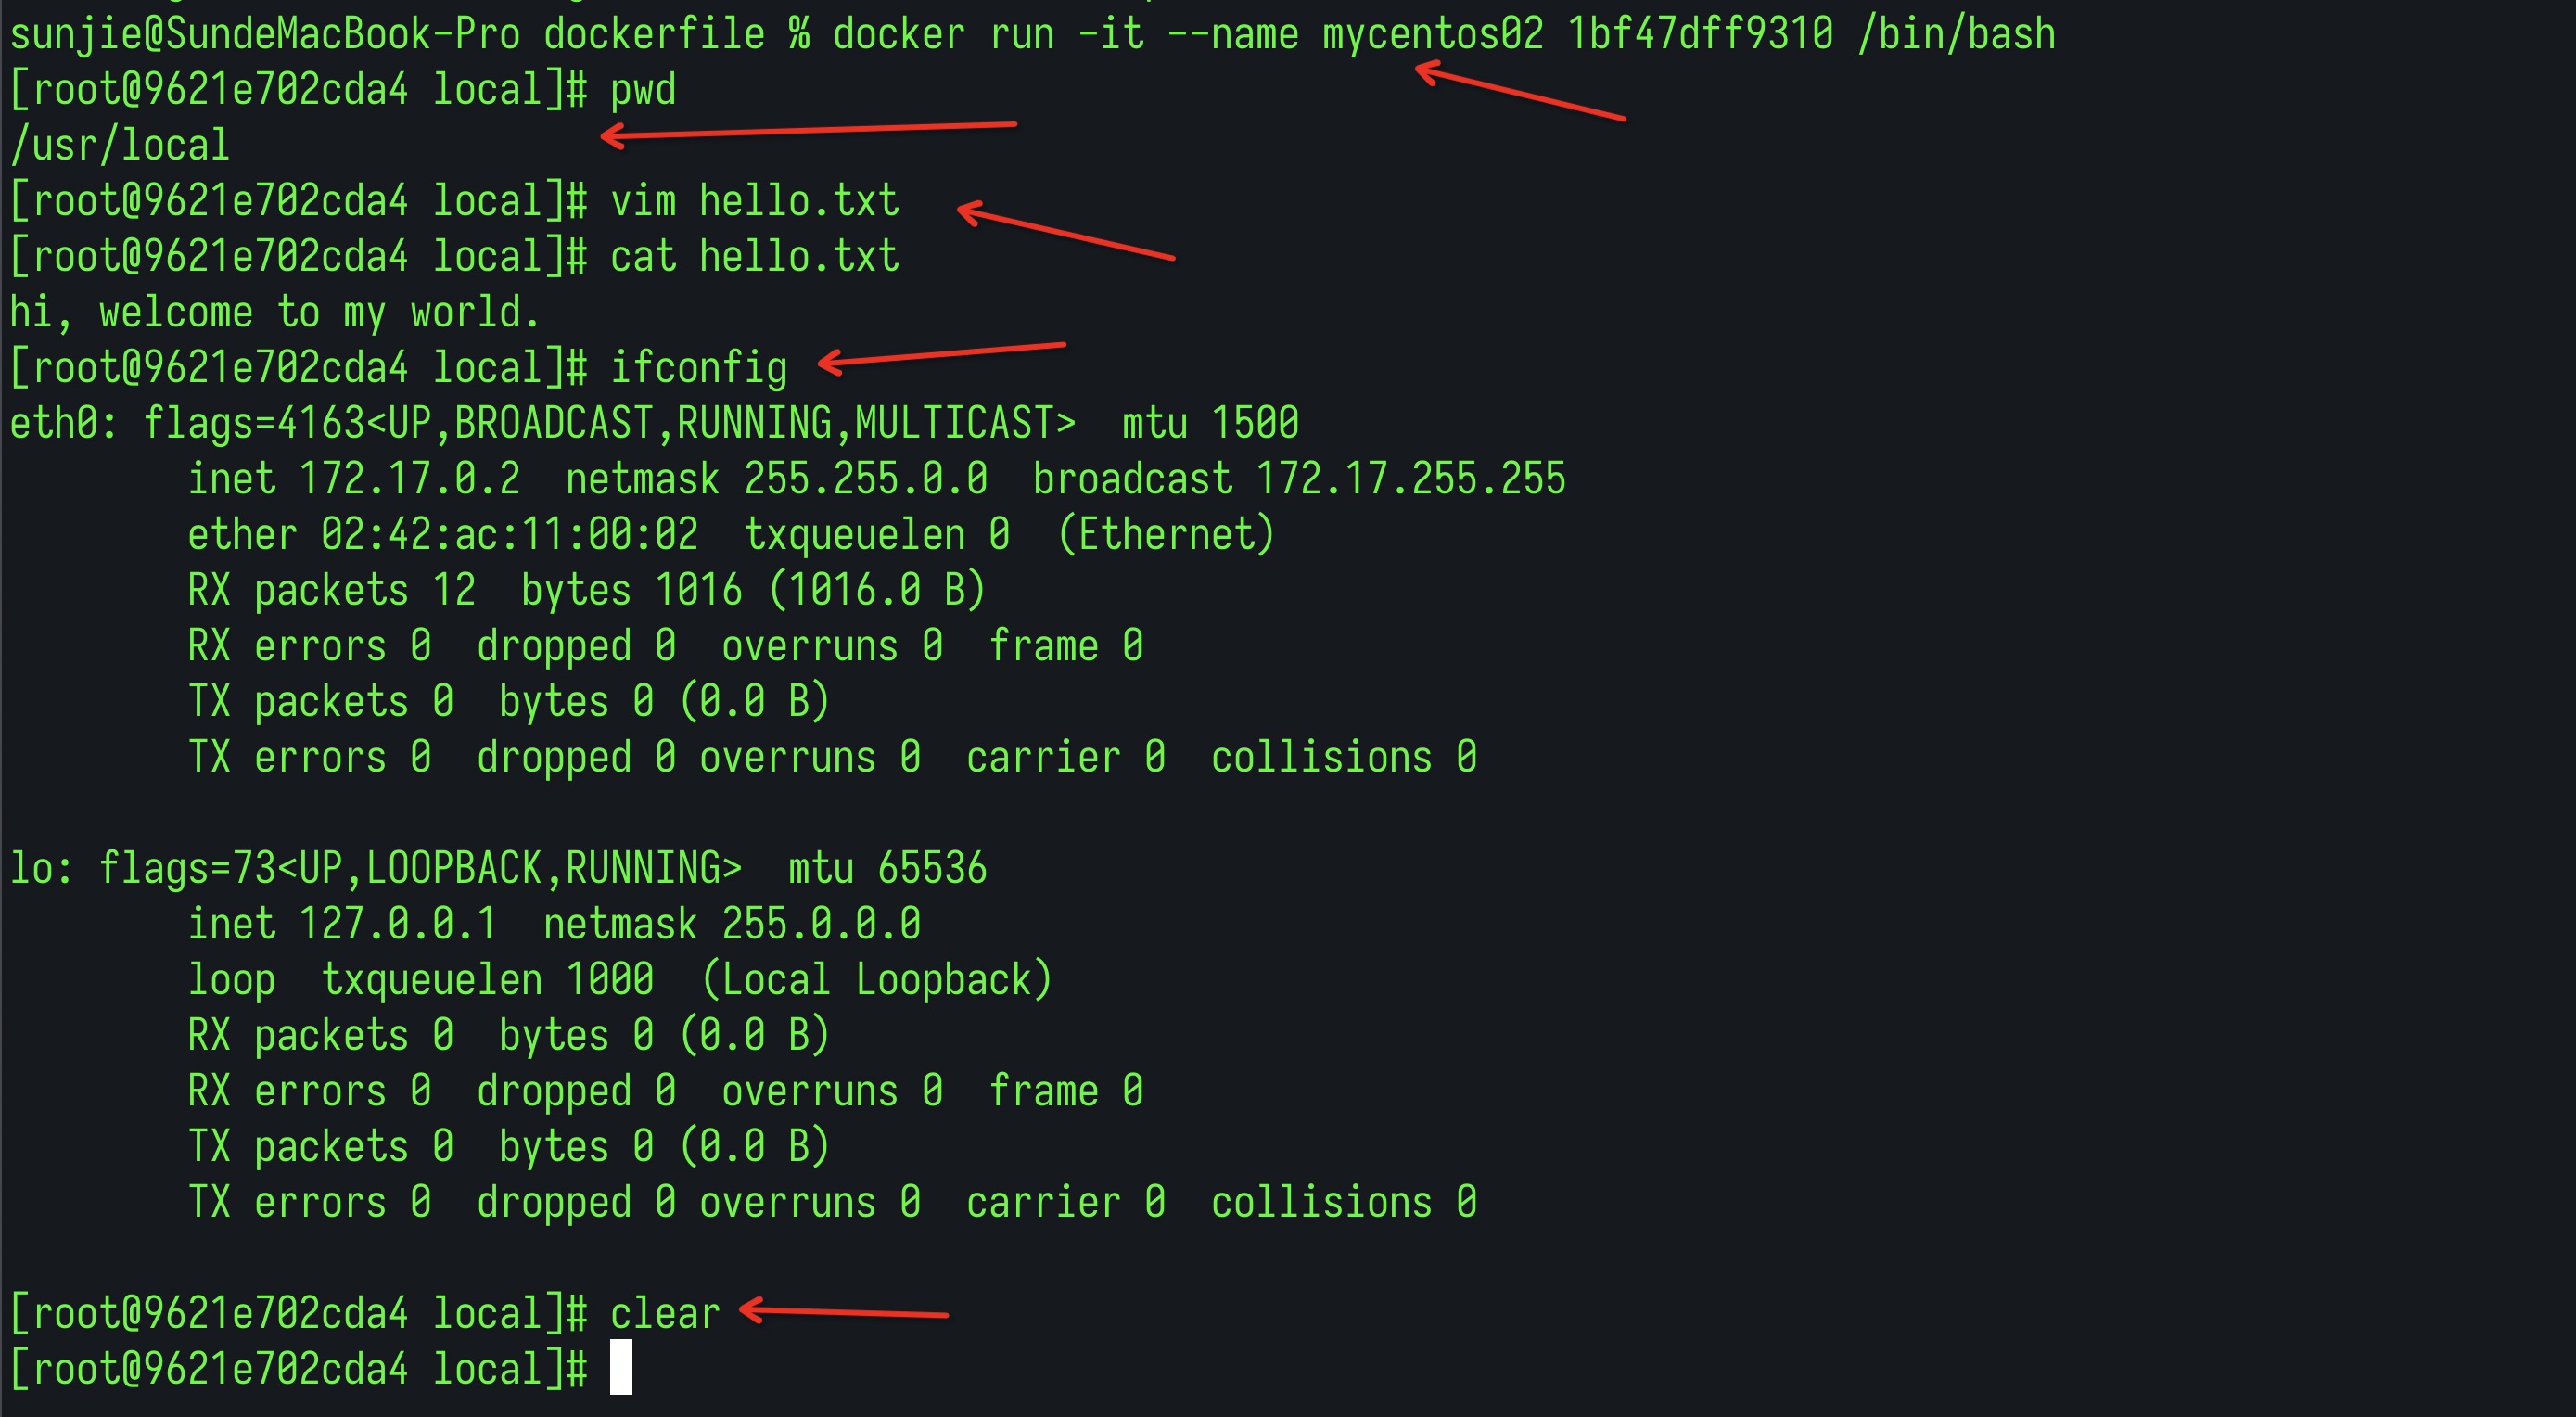 sunjie@SundeMacBook-Pro dockerfile % docker run -it --name mycentos02 1bf47dff9310 /bin/bash
[root@9621e702cda4 local]# pwd
/usr/local
[root@9621e702cda4 local]# vim hello.txt
[root@9621e702cda4 local]# cat hello.txt
hi, welcome to my world.
[root@9621e702cda4 local]# ifconfig
eth0: flags=4163<UP,BROADCAST,RUNNING,MULTICAST>  mtu 1500
        inet 172.17.0.2  netmask 255.255.0.0  broadcast 172.17.255.255
        ether 02:42:ac:11:00:02  txqueuelen 0  (Ethernet)
        RX packets 12  bytes 1016 (1016.0 B)
        RX errors 0  dropped 0  overruns 0  frame 0
        TX packets 0  bytes 0 (0.0 B)
        TX errors 0  dropped 0 overruns 0  carrier 0  collisions 0

lo: flags=73<UP,LOOPBACK,RUNNING>  mtu 65536
        inet 127.0.0.1  netmask 255.0.0.0
        loop  txqueuelen 1000  (Local Loopback)
        RX packets 0  bytes 0 (0.0 B)
        RX errors 0  dropped 0  overruns 0  frame 0
        TX packets 0  bytes 0 (0.0 B)
        TX errors 0  dropped 0 overruns 0  carrier 0  collisions 0

[root@9621e702cda4 local]# clear
[root@9621e702cda4 local]#